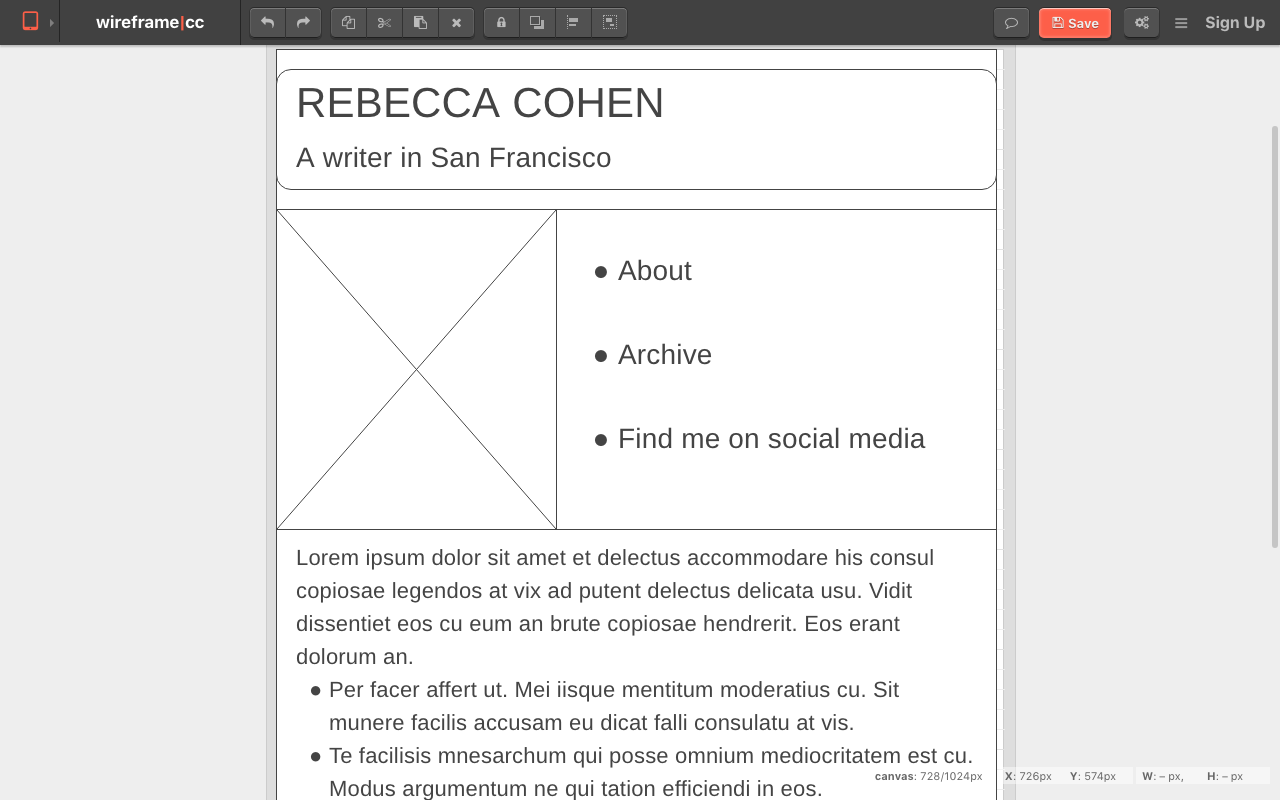 wireframe|cc
Save
Sign Up
REBECCA COHEN
A writer in San Francisco
● About
● Archive
● Find me on social media
Lorem ipsum dolor sit amet et delectus accommodare his consul
copiosae legendos at vix ad putent delectus delicata usu. Vidit
dissentiet eos cu eum an brute copiosae hendrerit. Eos erant
dolorum an.
● Per facer affert ut. Mei iisque mentitum moderatius cu. Sit
munere facilis accusam eu dicat falli consulatu at vis.
● Te facilisis mnesarchum qui posse omnium mediocritatem est cu.
Modus argumentum ne qui tation efficiendi in eos.
canvas: 728/1024px X: 726px Y: 574px W: – px, H: – px